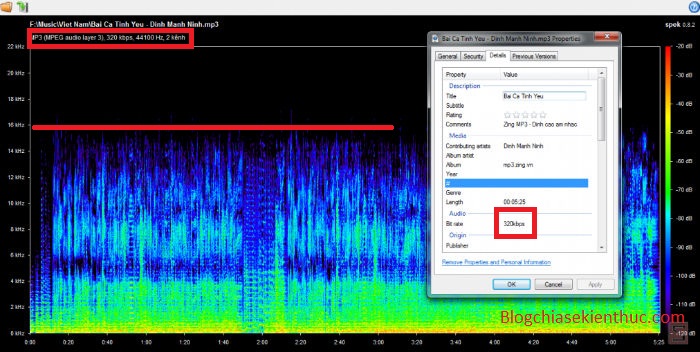 F:\Music\Viet Nam\Bai Ca Tinh Yeu - Dinh Manh Ninh.mp3
spek 0.8.2
MP3 (MPEG audio layer 3), 320 kbps, 44100 Hz, 2 kênh
22 kHz
20 kHz
18 kHz
16 kHz
14 kHz
12 kHz
10 kHz
8 kHz
6 kHz
4 kHz
2 kHz
0 kHz
0:00
0:20
0:40
1:00
1:20
1:40
2:00
2:20
2:40
3:00
3:20
3:40
4:00
4:20
4:40
5:00
5:25
-20 dB
-30 dB
-40 dB
-50 dB
-60 dB
-70 dB
-80 dB
-90 dB
-100 dB
-110 dB
-120 dB
Bai Ca Tinh Yeu - Dinh Manh Ninh.mp3 Properties
General Security Details Previous Versions
Property Value
Description
Title Bai Ca Tinh Yeu
Subtitle
Rating
Comments Zing MP3 - Dinh cao am nhac
Media
Contributing artists Dinh Manh Ninh
Album artist
Album mp3.zing.vn
Year
#
Genre
Length 00:05:25
Audio
Bit rate 320kbps
Origin
Publisher
Remove Properties and Personal Information
OK Cancel Apply
Blogchiasekienthuc.com